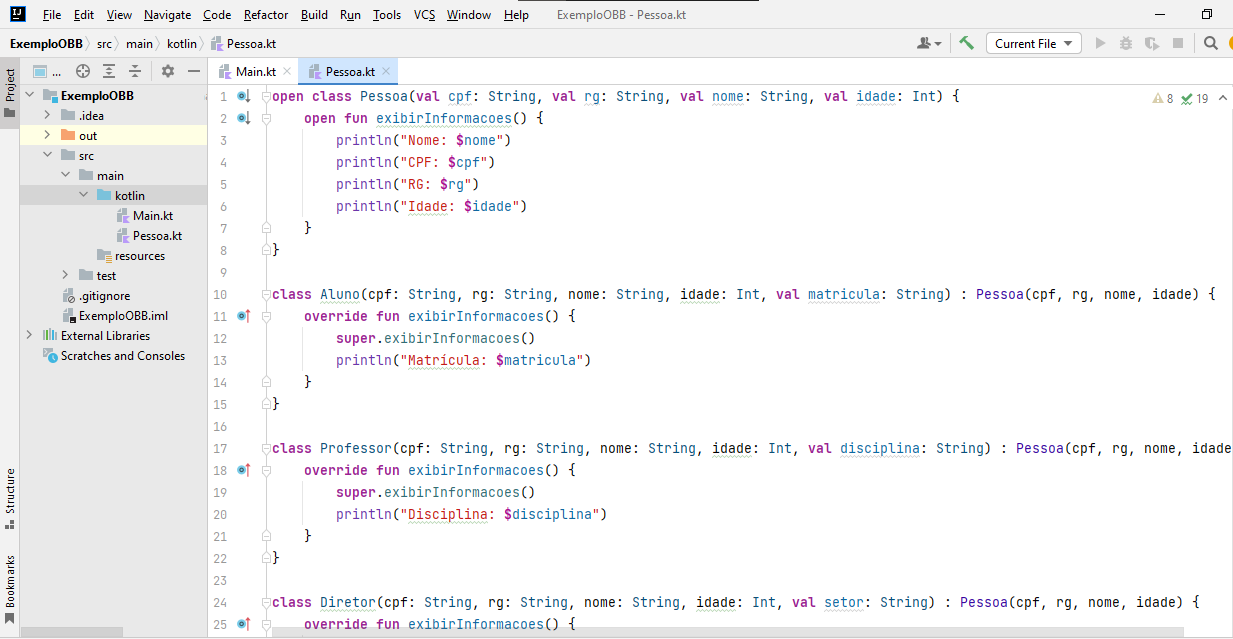 File Edit View Navigate Code Refactor Build Run Tools VCS Window Help ExemploOBB - Pessoa.kt
ExemploOBB src main kotlin Pessoa.kt Current File
Project
... Main.kt Pessoa.kt
ExemploOBB
.idea
out
src
main
kotlin
Main.kt
Pessoa.kt
resources
test
.gitignore
ExemploOBB.iml
External Libraries
Scratches and Consoles
Structure
Bookmarks
8 19
1 open class Pessoa(val cpf: String, val rg: String, val nome: String, val idade: Int) {
2 open fun exibirInformacoes() {
3 println("Nome: $nome")
4 println("CPF: $cpf")
5 println("RG: $rg")
6 println("Idade: $idade")
7 }
8 }
9
10 class Aluno(cpf: String, rg: String, nome: String, idade: Int, val matricula: String) : Pessoa(cpf, rg, nome, idade) {
11 override fun exibirInformacoes() {
12 super.exibirInformacoes()
13 println("Matricula: $matricula")
14 }
15 }
16
17 class Professor(cpf: String, rg: String, nome: String, idade: Int, val disciplina: String) : Pessoa(cpf, rg, nome, idade
18 override fun exibirInformacoes() {
19 super.exibirInformacoes()
20 println("Disciplina: $disciplina")
21 }
22 }
23
24 class Diretor(cpf: String, rg: String, nome: String, idade: Int, val setor: String) : Pessoa(cpf, rg, nome, idade) {
25 override fun exibirInformacoes() {